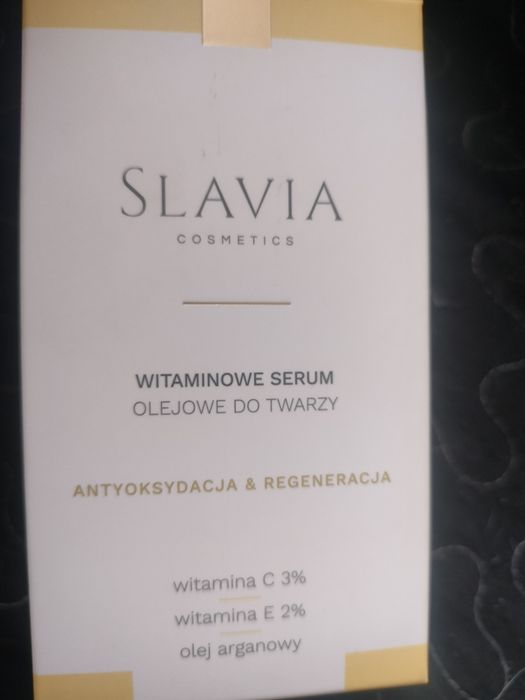 SLAVIA
COSMETICS
WITAMINOWE SERUM
OLEJOWE DO TWARZY
ANTYOKSYDACJA & REGENERACJA
witamina C 3%
witamina E 2%
olej arganowy